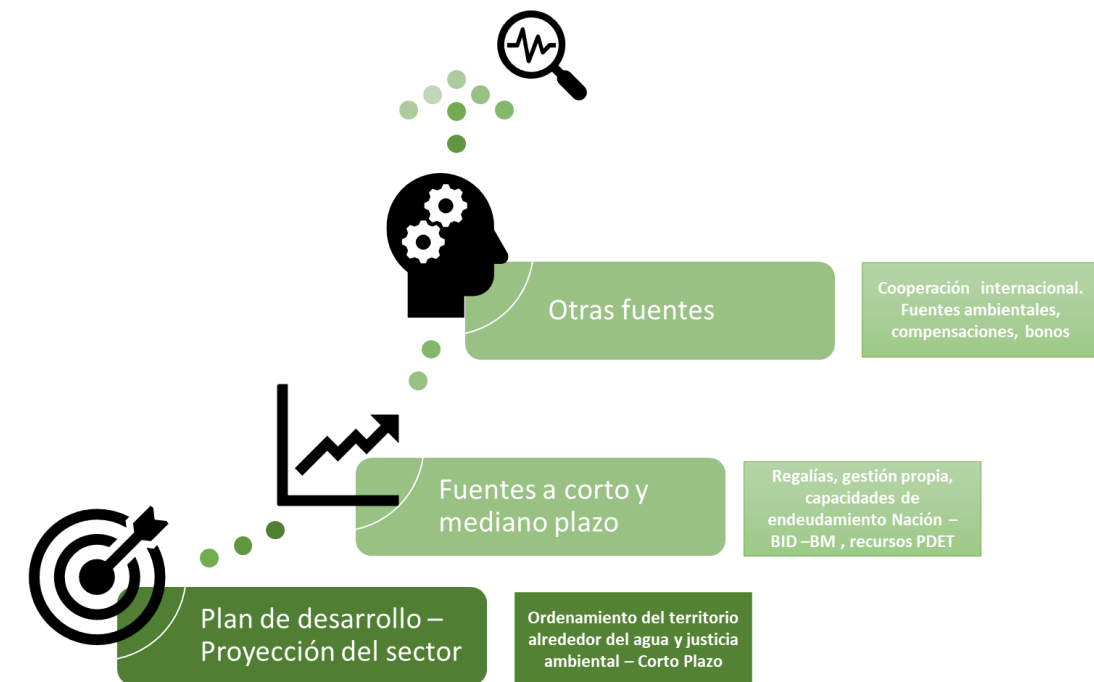 Otras fuentes
Cooperación internacional.
Fuentes ambientales,
compensaciones, bonos
Fuentes a corto y
mediano plazo
Regalías, gestión propia,
capacidades de
endeudamiento Nación –
BID –BM , recursos PDET
Plan de desarrollo –
Proyección del sector
Ordenamiento del territorio
alrededor del agua y justicia
ambiental – Corto Plazo